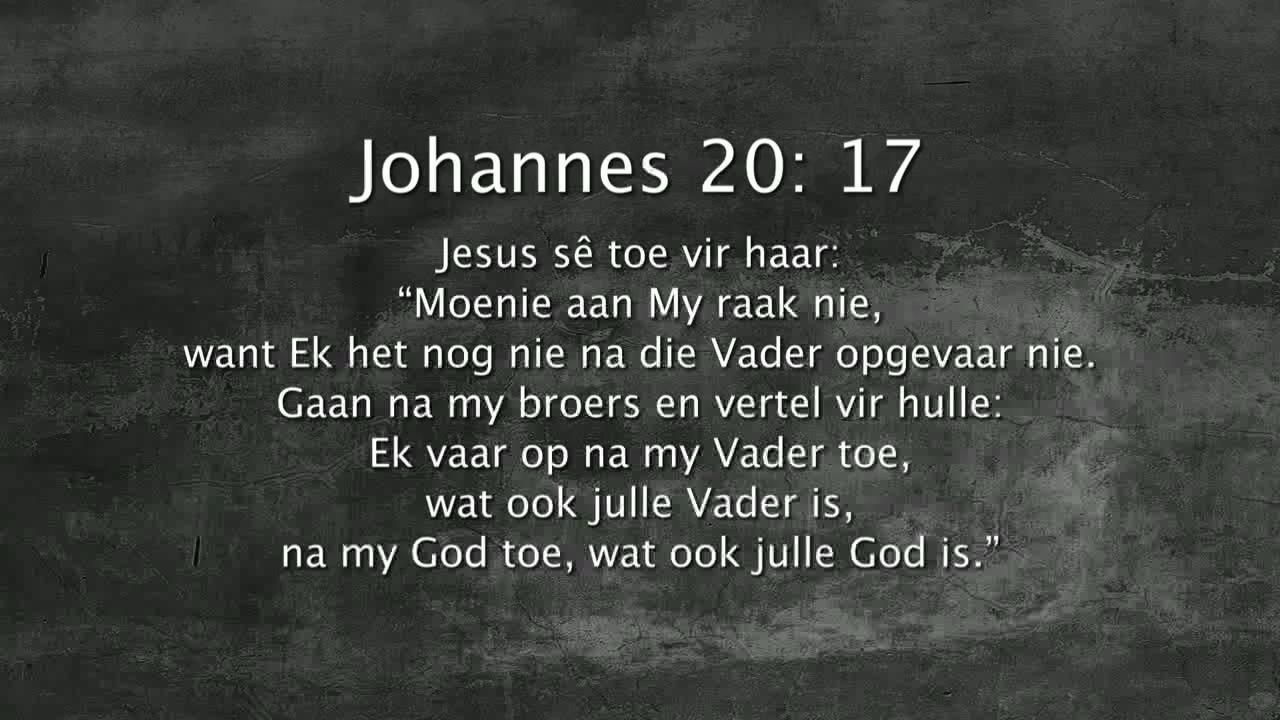 Johannes 20: 17
Jesus sê toe vir haar:
“Moenie aan My raak nie,
want Ek het nog nie na die Vader opgevaar nie.
Gaan na my broers en vertel vir hulle:
Ek vaar op na my Vader toe,
wat ook julle Vader is,
na my God toe, wat ook julle God is.”